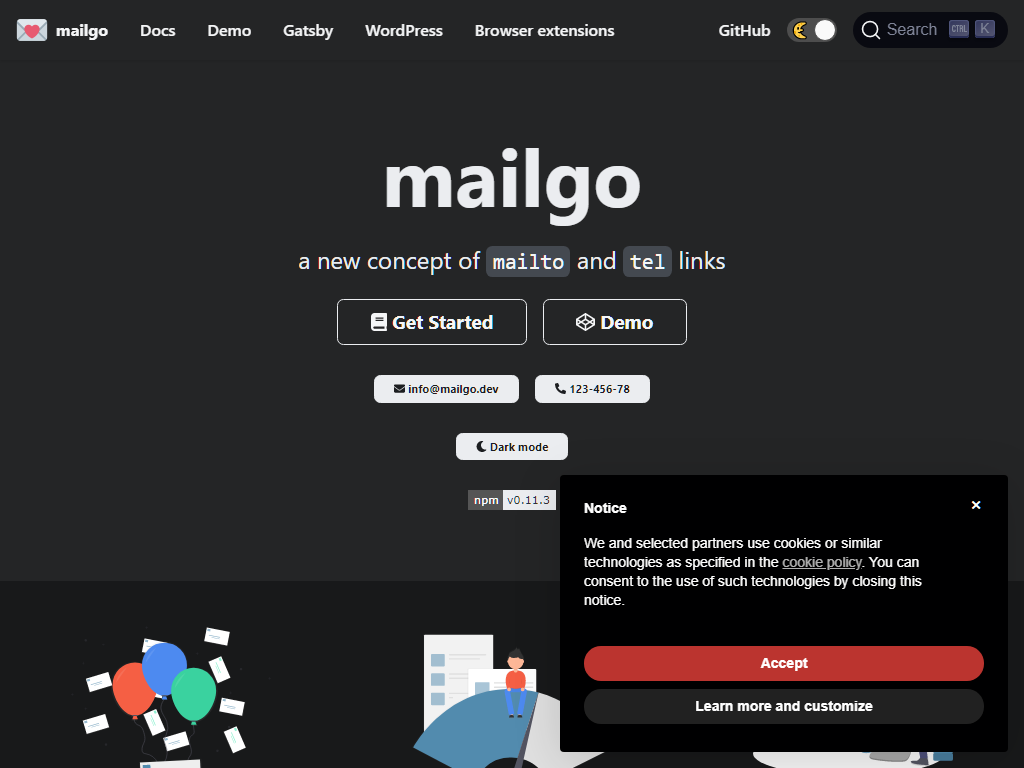 mailgo Docs Demo Gatsby WordPress Browser extensions GitHub Search CTRL K
mailgo
a new concept of mailto and tel links
Get Started Demo
info@mailgo.dev 123-456-78
Dark mode
npm v0.11.3
Notice ×
We and selected partners use cookies or similar
technologies as specified in the cookie policy. You can
consent to the use of such technologies by closing this
notice.
Accept
Learn more and customize